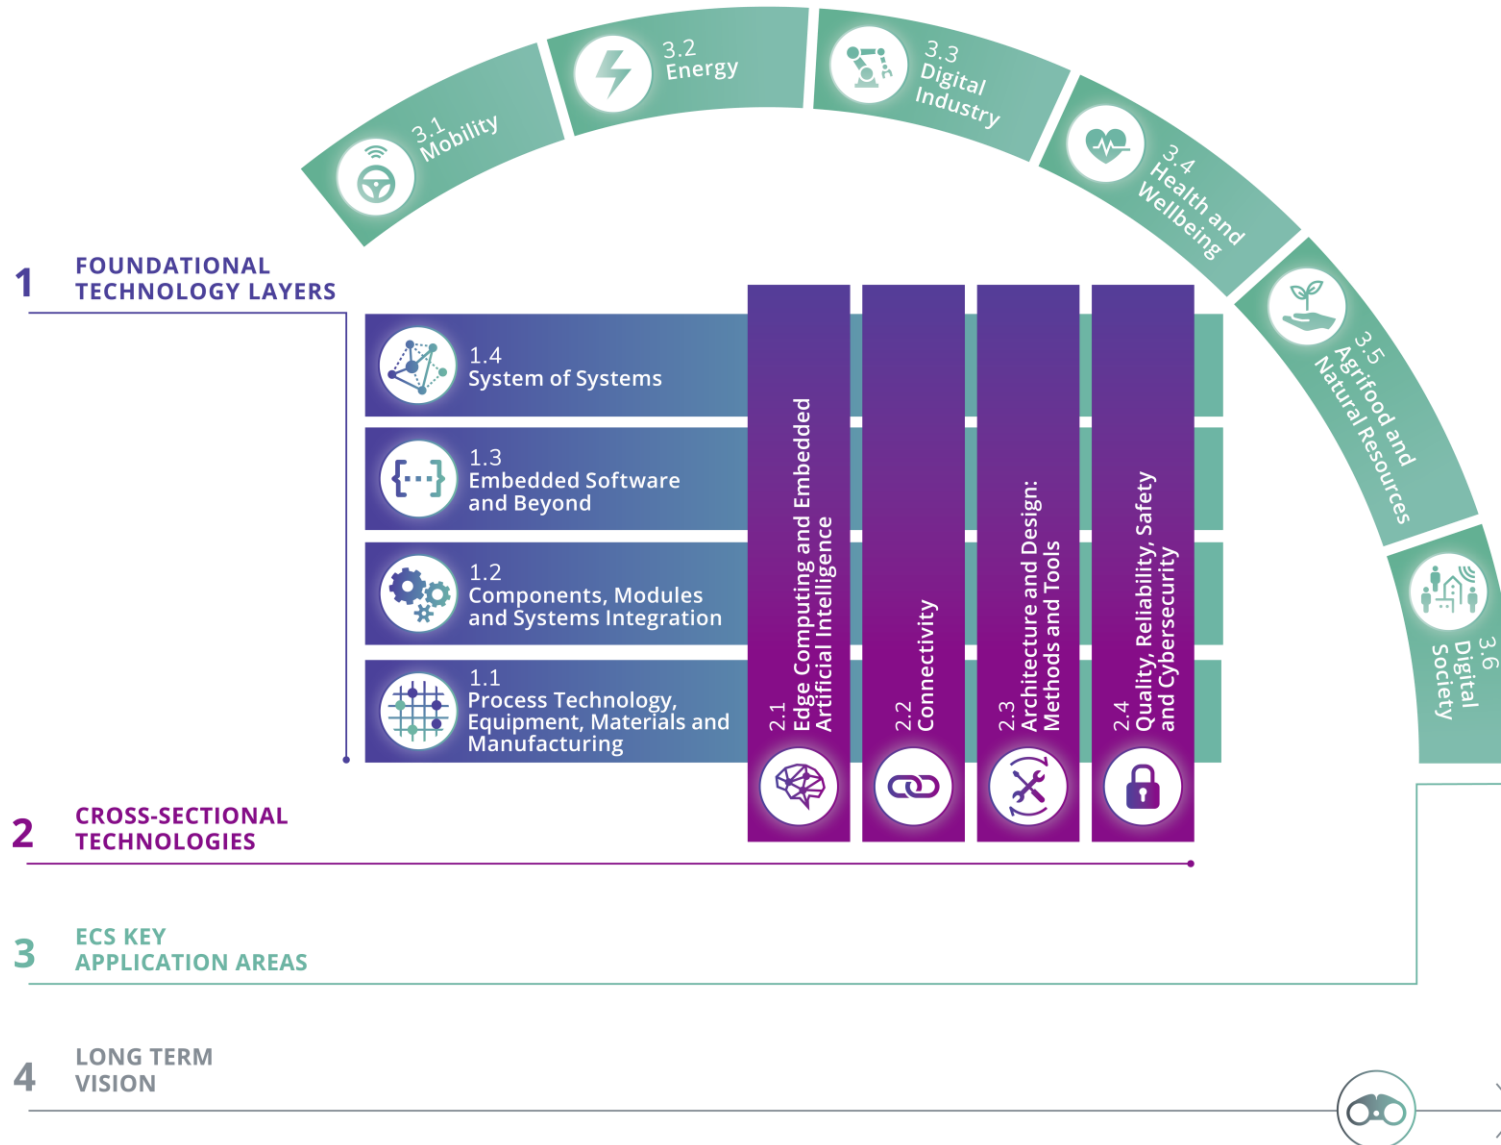 3.1
Mobility
3.2
Energy
3.3
Digital
Industry
3.4
Health and
Wellbeing
3.5
Agrifood and
Natural Resources
3.6
Digital
Society
1
FOUNDATIONAL
TECHNOLOGY LAYERS
1.4
System of Systems
1.3
Embedded Software
and Beyond
1.2
Components, Modules
and Systems Integration
1.1
Process Technology,
Equipment, Materials and
Manufacturing
2.1
Edge Computing and Embedded
Artificial Intelligence
2.2
Connectivity
2.3
Architecture and Design:
Methods and Tools
2.4
Quality, Reliability, Safety
and Cybersecurity
2
CROSS-SECTIONAL
TECHNOLOGIES
3
ECS KEY
APPLICATION AREAS
4
LONG TERM
VISION